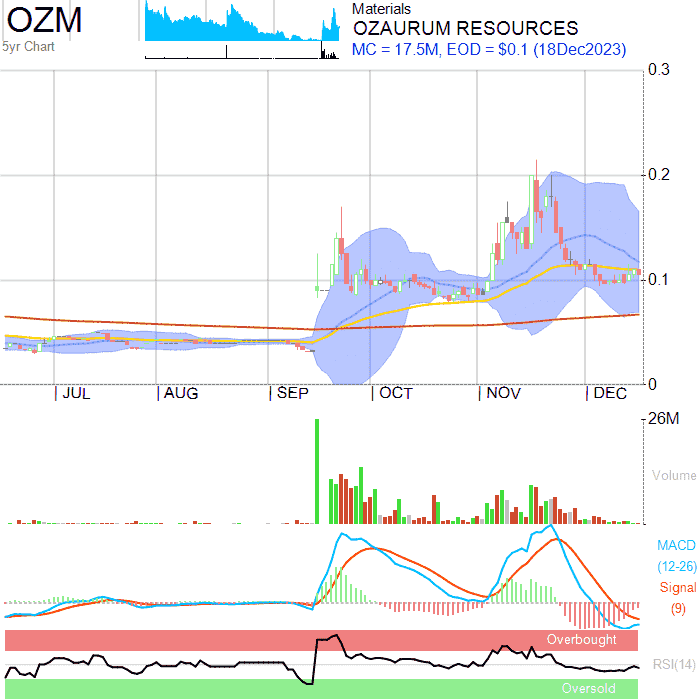 OZM
5yr Chart
Materials
OZAURUM RESOURCES
MC = 17.5M, EOD = $0.1 (18Dec2023)
0.3
0.2
0.1
0
JUL AUG SEP OCT NOV DEC
26M
Volume
MACD
(12-26)
Signal
(9)
Overbought
RSI(14)
Oversold